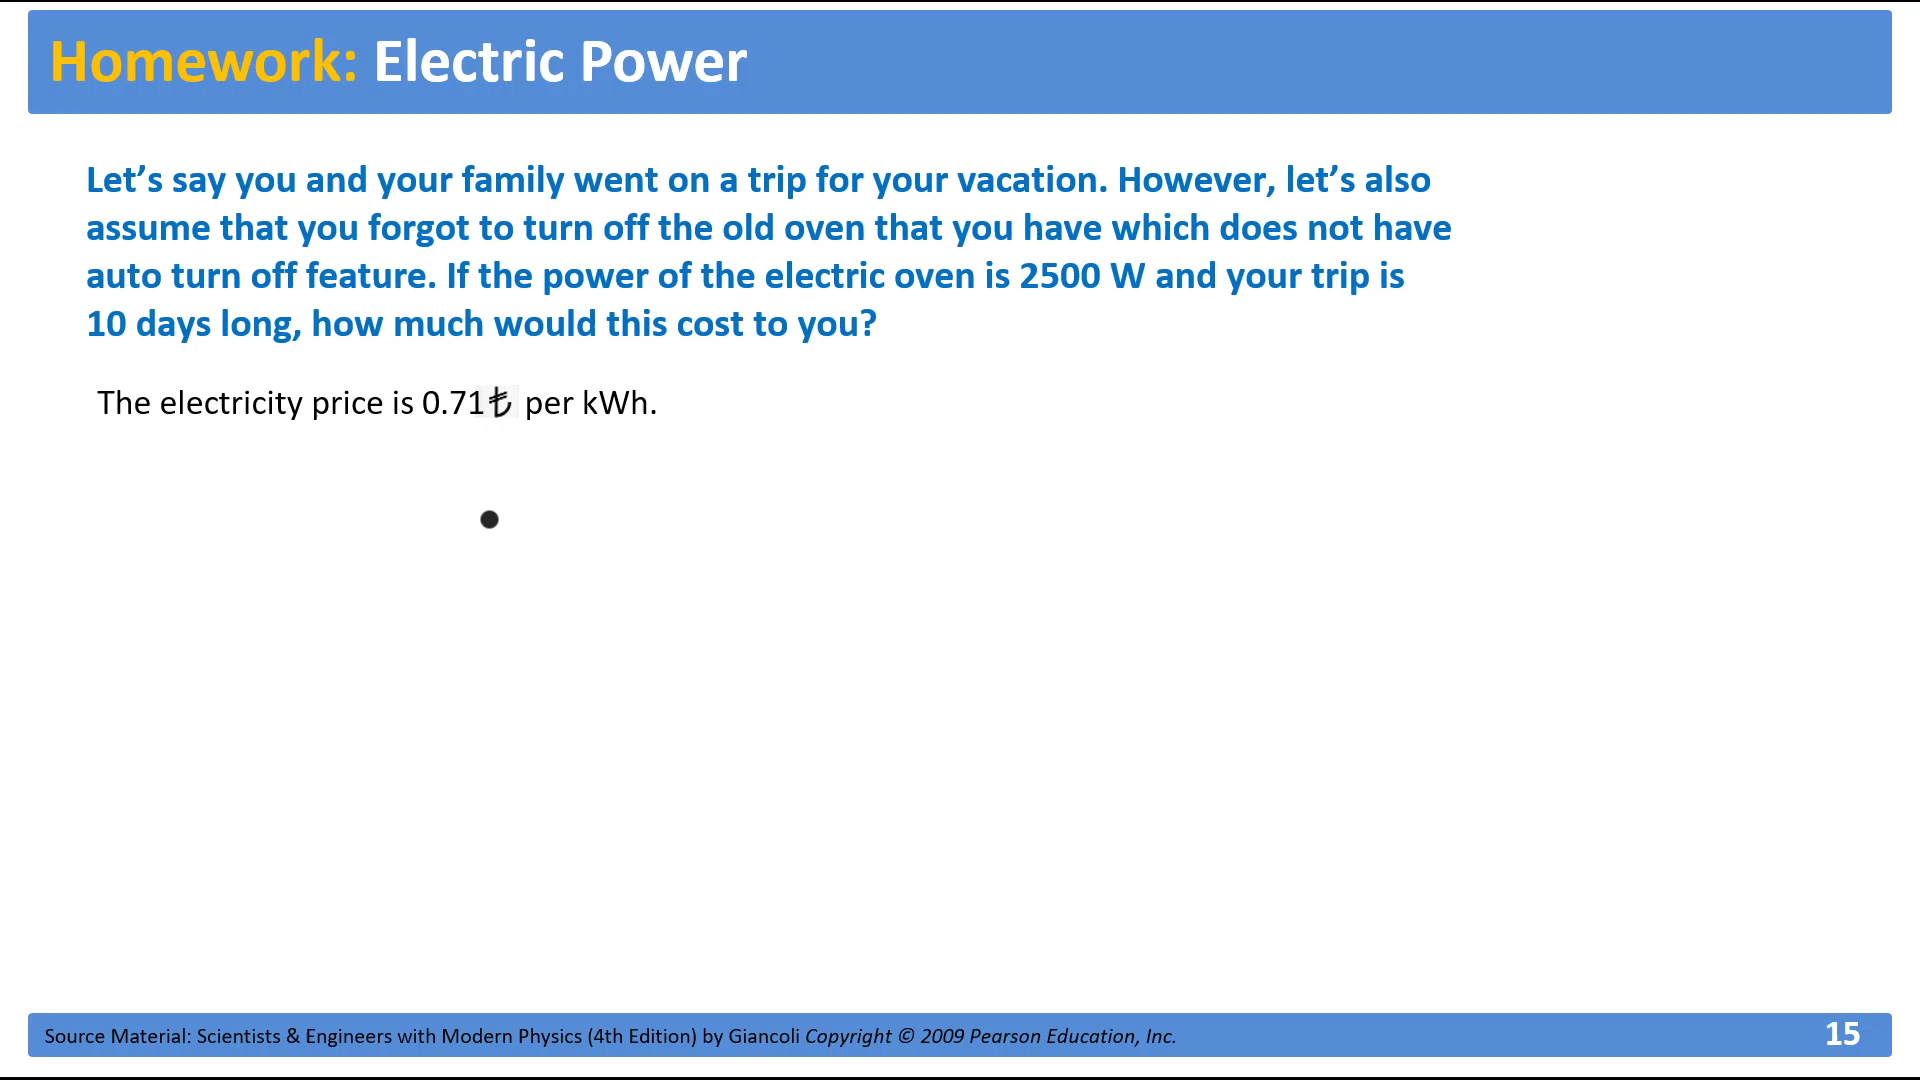 Homework: Electric Power
Let’s say you and your family went on a trip for your vacation. However, let’s also
assume that you forgot to turn off the old oven that you have which does not have
auto turn off feature. If the power of the electric oven is 2500 W and your trip is
10 days long, how much would this cost to you?
The electricity price is 0.71₺ per kWh.
Source Material: Scientists & Engineers with Modern Physics (4th Edition) by Giancoli Copyright © 2009 Pearson Education, Inc.
15